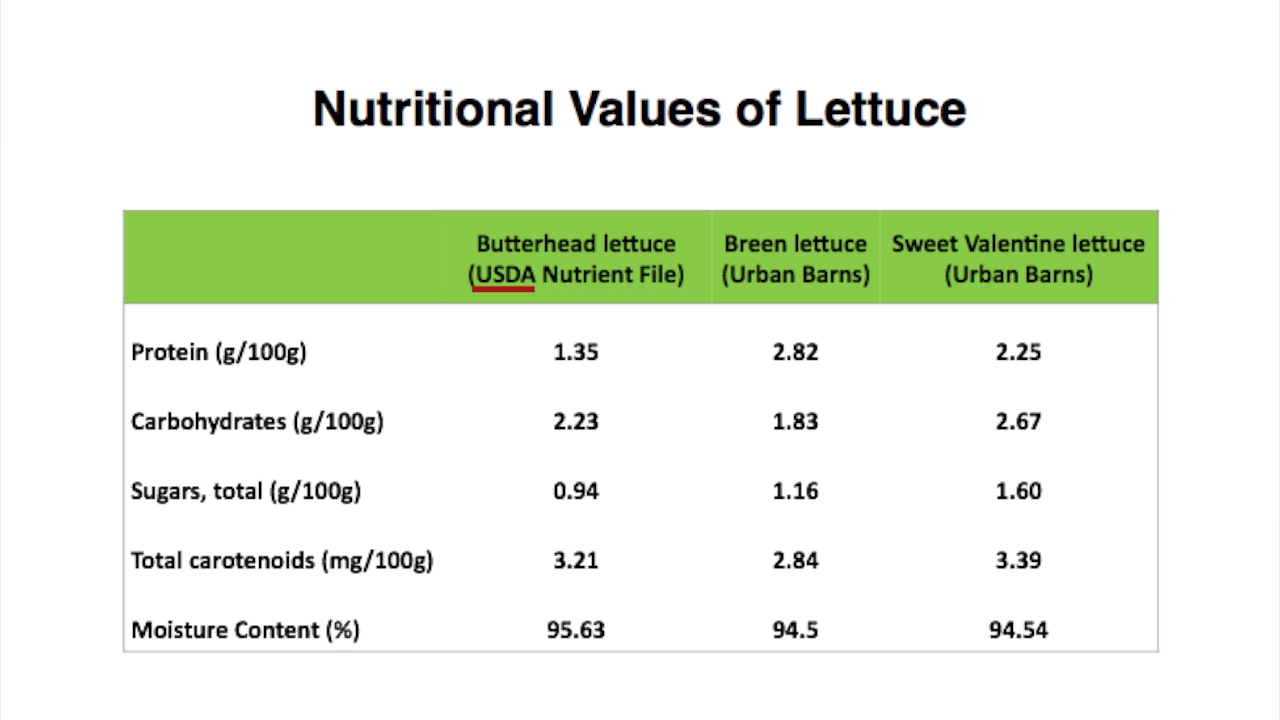 Nutritional Values of Lettuce
Butterhead lettuce Breen lettuce Sweet Valentine lettuce
(USDA Nutrient File) (Urban Barns) (Urban Barns)
Protein (g/100g) 1.35 2.82 2.25
Carbohydrates (g/100g) 2.23 1.83 2.67
Sugars, total (g/100g) 0.94 1.16 1.60
Total carotenoids (mg/100g) 3.21 2.84 3.39
Moisture Content (%) 95.63 94.5 94.54